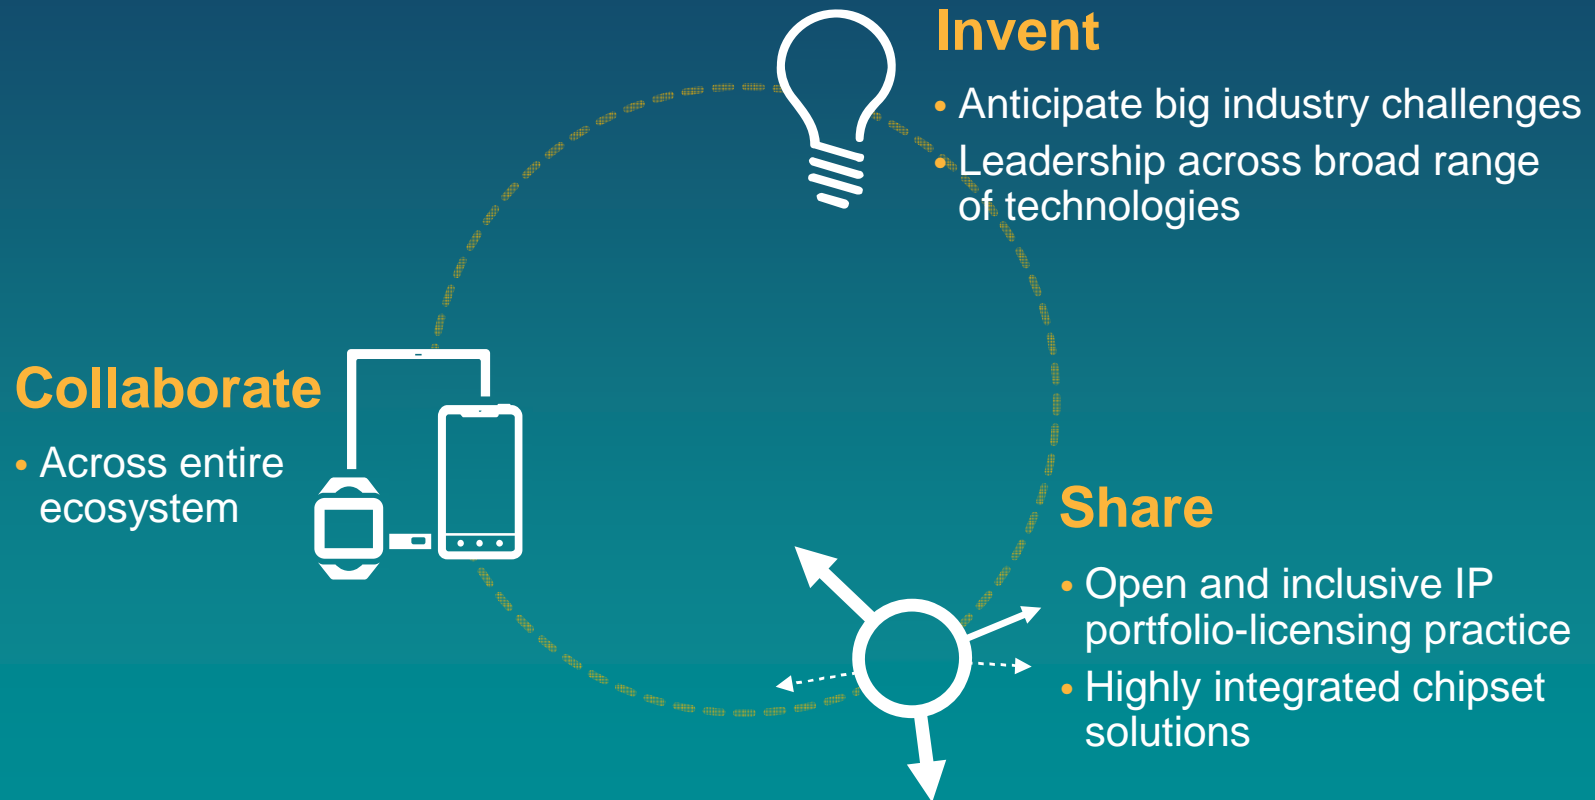 Invent
• Anticipate big industry challenges
• Leadership across broad range
of technologies
Collaborate
• Across entire
ecosystem
Share
• Open and inclusive IP
portfolio-licensing practice
• Highly integrated chipset
solutions